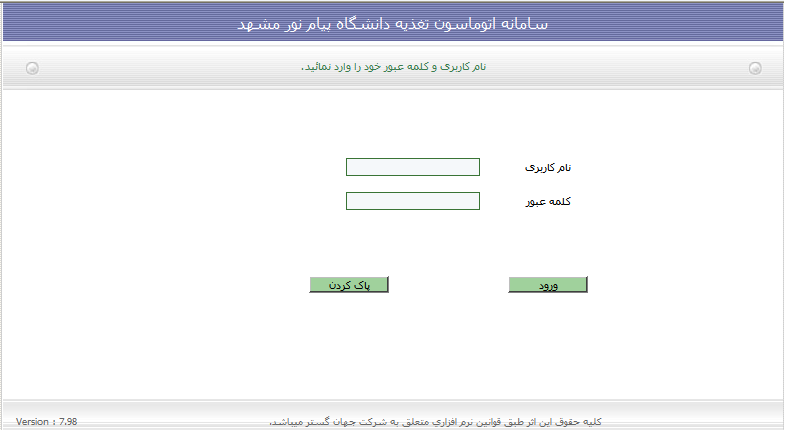 سامانه اتوماسون تغذیه دانشگاه پیام نور مشهد
نام کاربری و کلمه عبور خود را وارد نمائید.
نام کاربری
کلمه عبور
ورود
پاک کردن
کلیه حقوق این اثر طبق قوانین نرم افزاری متعلق به شرکت جهان گستر میباشد.
Version : 7.98